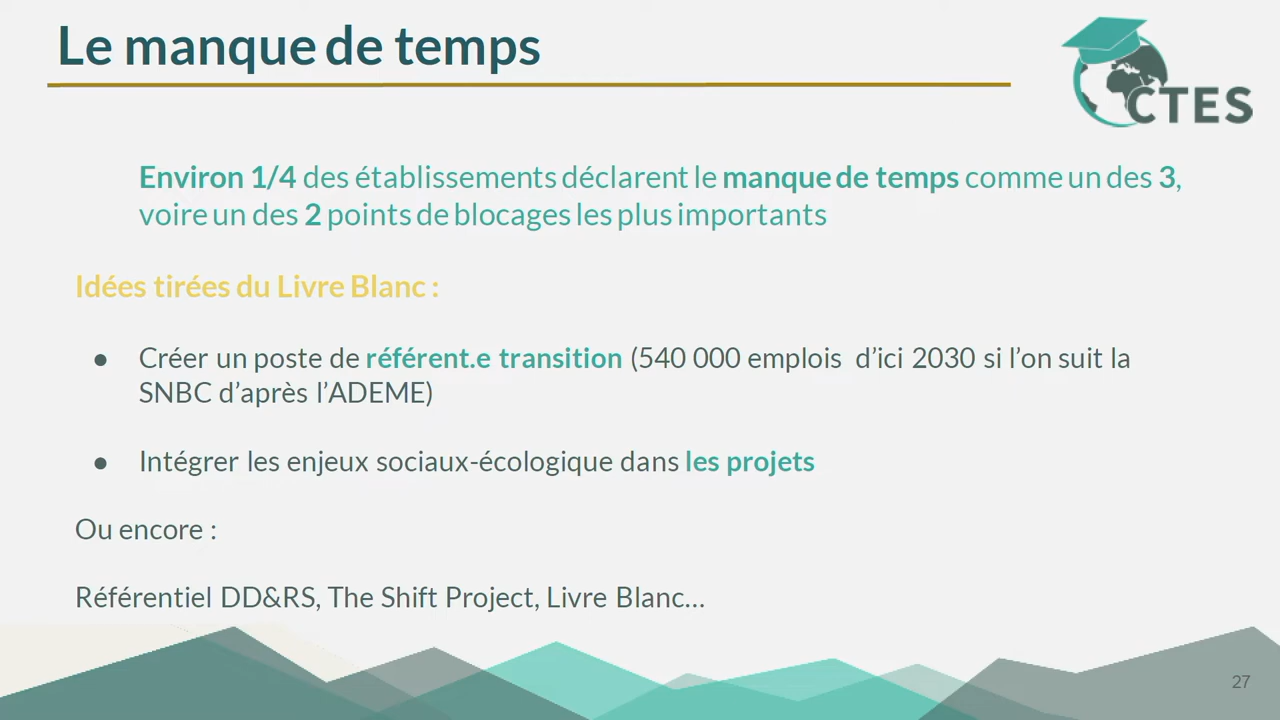 Le manque de temps
CTES
Environ 1/4 des établissements déclarent le manque de temps comme un des 3,
voire un des 2 points de blocages les plus importants
Idées tirées du Livre Blanc :
● Créer un poste de référent.e transition (540 000 emplois d’ici 2030 si l’on suit la
SNBC d’après l’ADEME)
● Intégrer les enjeux sociaux-écologique dans les projets
Ou encore :
Référentiel DD&RS, The Shift Project, Livre Blanc…
27